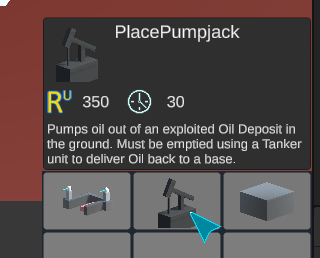 PlacePumpjack
RU 350 30
Pumps oil out of an exploited Oil Deposit in
the ground. Must be emptied using a Tanker
unit to deliver Oil back to a base.